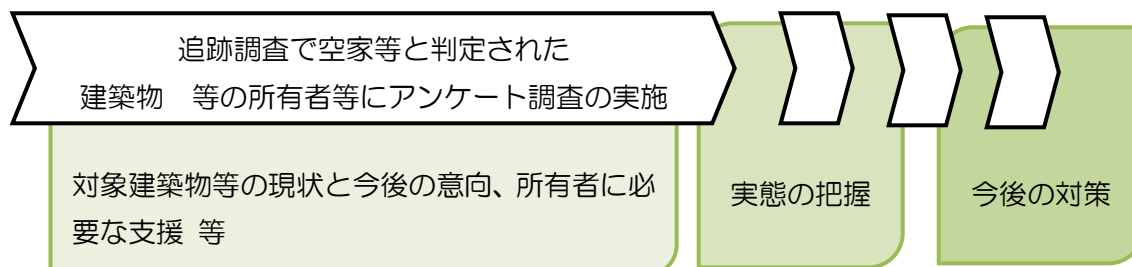 追跡調査で空家等と判定された
建築物　等の所有者等にアンケート調査の実施
対象建築物等の現状と今後の意向、所有者に必
要な支援 等
実態の把握
今後の対策